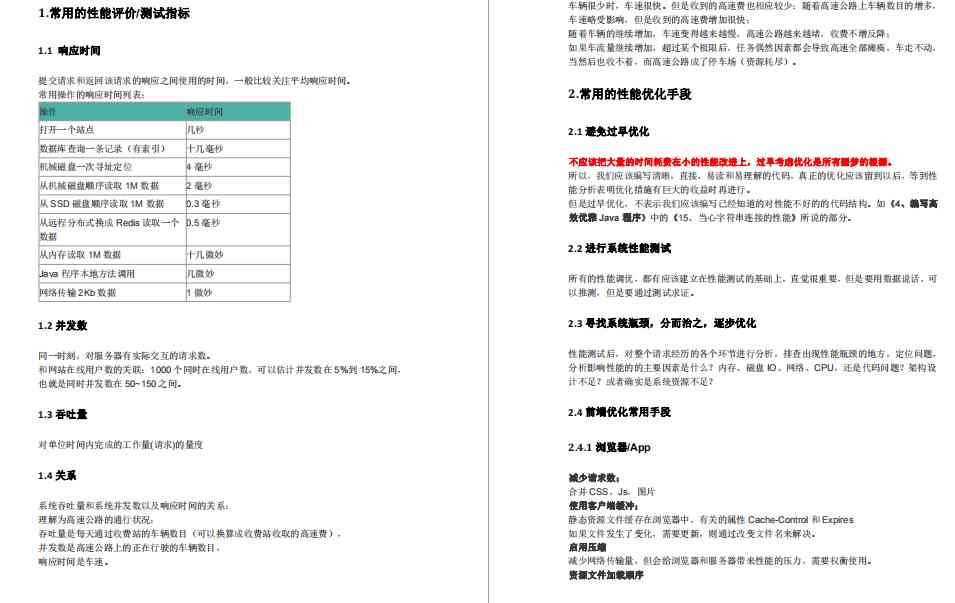 1.常用的性能评价/测试指标
1.1 响应时间
提交请求和返回该请求的响应之间使用的时间，一般比较关注平均响应时间。
常用操作的响应时间列表：
操作 响应时间
打开一个站点 几秒
数据库查询一条记录（有索引） 十几毫秒
机械磁盘一次寻址定位 4 毫秒
从机械磁盘顺序读取 1M 数据 2 毫秒
从 SSD 磁盘顺序读取 1M 数据 0.3 毫秒
从远程分布式换成 Redis 读取一个 0.5 毫秒
数据
从内存读取 1M 数据 十几微妙
Java 程序本地方法调用 几微妙
网络传输 2Kb 数据 1 微妙
1.2 并发数
同一时刻，对服务器有实际交互的请求数。
和网站在线用户数的关联：1000 个同时在线用户数，可以估计并发数在 5%到 15%之间，
也就是同时并发数在 50~150 之间。
1.3 吞吐量
对单位时间内完成的工作量(请求)的量度
1.4 关系
系统吞吐量和系统并发数以及响应时间的关系：
理解为高速公路的通行状况：
吞吐量是每天通过收费站的车辆数目（可以换算成收费站收取的高速费），
并发数是高速公路上的正在行驶的车辆数目，
响应时间是车速。
车辆很少时，车速很快。但是收到的高速费也相应较少；随着高速公路上车辆数目的增多，
车速略受影响，但是收到的高速费增加很快；
随着车辆的继续增加，车速变得越来越慢，高速公路越来越堵，收费不增反降；
如果车流量继续增加，超过某个极限后，任务偶然因素都会导致高速全部瘫痪，车走不动，
当然后也收不着，而高速公路成了停车场（资源耗尽）。
2.常用的性能优化手段
2.1 避免过早优化
不应该把大量的时间耗费在小的性能改进上，过早考虑优化是所有噩梦的根源。
所以，我们应该编写清晰，直接，易读和易理解的代码，真正的优化应该留到以后，等到性
能分析表明优化措施有巨大的收益时再进行。
但是过早优化，不表示我们应该编写已经知道的对性能不好的的代码结构。如《4、编写高
效优雅 Java 程序》中的《15、当心字符串连接的性能》所说的部分。
2.2 进行系统性能测试
所有的性能调优，都有应该建立在性能测试的基础上，直觉很重要，但是要用数据说话，可
以推测，但是要通过测试求证。
2.3 寻找系统瓶颈，分而治之，逐步优化
性能测试后，对整个请求经历的各个环节进行分析，排查出现性能瓶颈的地方，定位问题，
分析影响性能的的主要因素是什么？内存、磁盘 IO、网络、CPU，还是代码问题？架构设
计不足？或者确实是系统资源不足？
2.4 前端优化常用手段
2.4.1 浏览器/App
减少请求数；
合并 CSS，Js，图片
使用客户端缓冲；
静态资源文件缓存在浏览器中，有关的属性 Cache-Control 和 Expires
如果文件发生了变化，需要更新，则通过改变文件名来解决。
启用压缩
减少网络传输量，但会给浏览器和服务器带来性能的压力，需要权衡使用。
资源文件加载顺序